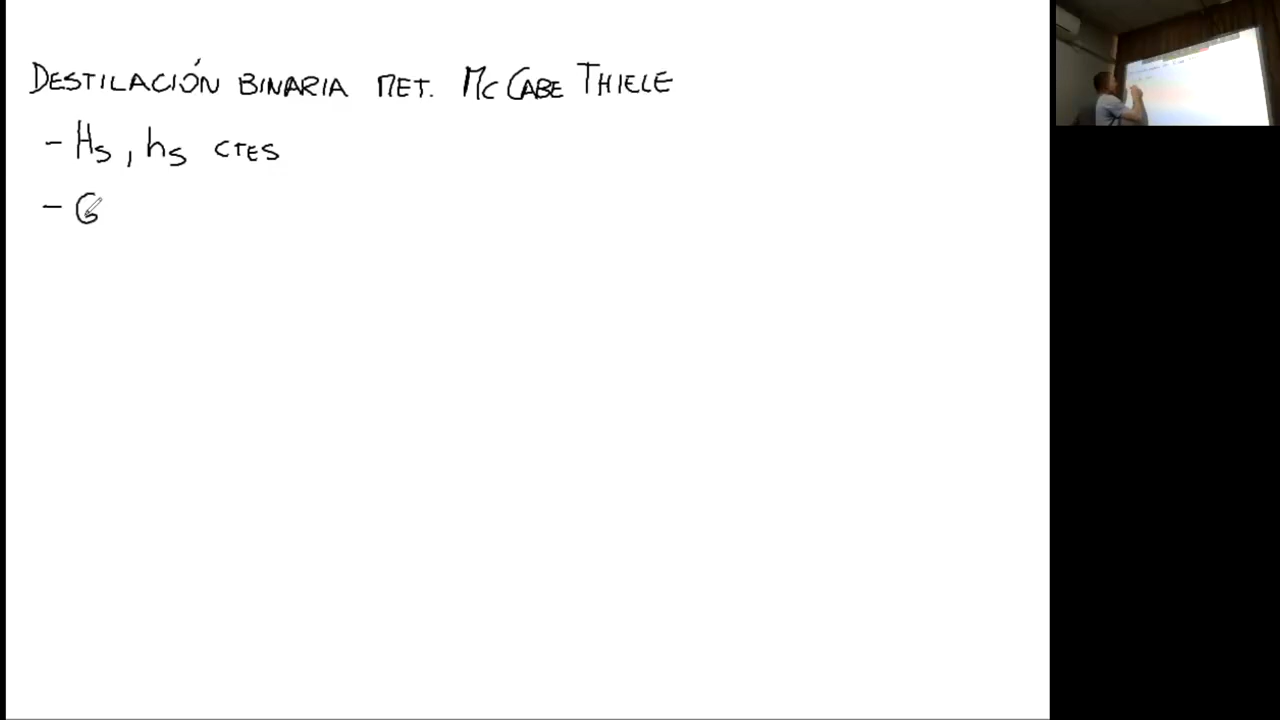 DESTILACIÓN BINARIA MET. McCABE THIELE
- Hs, hs CTES
- G